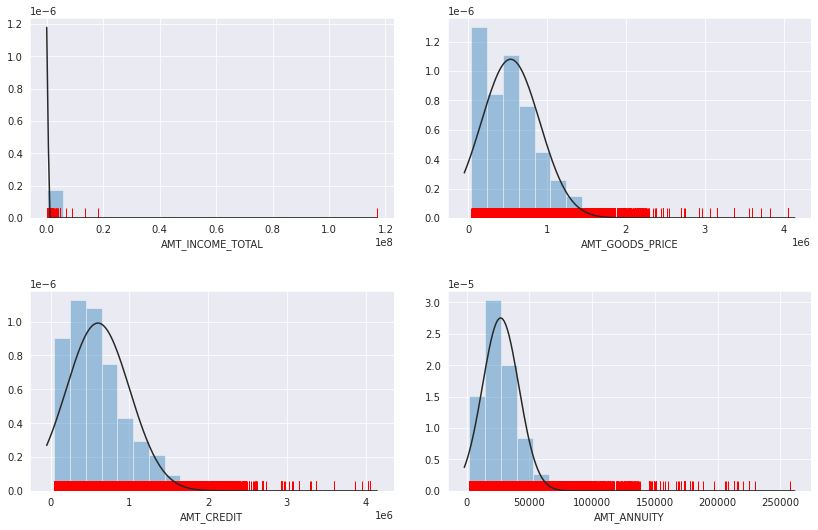 1e−6
1.2
1.0
0.8
0.6
0.4
0.2
0.0
0.0 0.2 0.4 0.6 0.8 1.0 1.2
1e8
AMT_INCOME_TOTAL
1e−6
1.2
1.0
0.8
0.6
0.4
0.2
0.0
0 1 2 3 4
1e6
AMT_GOODS_PRICE
1e−6
1.0
0.8
0.6
0.4
0.2
0.0
0 1 2 3 4
1e6
AMT_CREDIT
1e−5
3.0
2.5
2.0
1.5
1.0
0.5
0.0
0 50000 100000 150000 200000 250000
AMT_ANNUITY